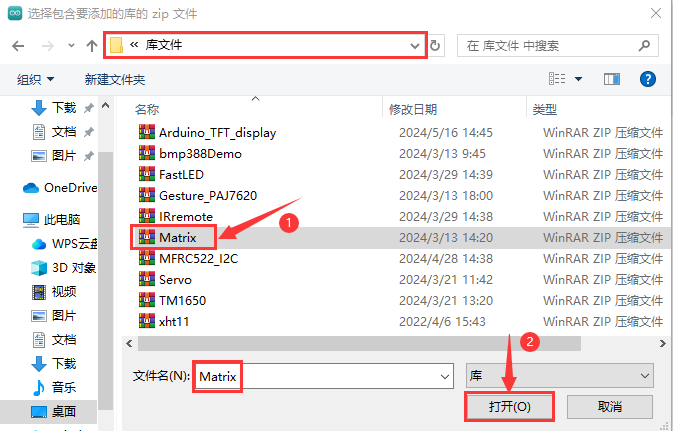 选择包含要添加的库的 zip 文件
« 库文件
在 库文件 中搜索
组织 新建文件夹
名称 修改日期 类型
下载
文档
图片
OneDrive
此电脑
WPS云盘
3D 对象
视频
图片
文档
下载
音乐
桌面
Arduino_TFT_display 2024/5/16 14:45 WinRAR ZIP 压缩文件
bmp388Demo 2024/3/13 9:45 WinRAR ZIP 压缩文件
FastLED 2024/3/29 14:39 WinRAR ZIP 压缩文件
Gesture_PAJ7620 2024/3/13 18:00 WinRAR ZIP 压缩文件
IRremote 2024/3/29 14:38 WinRAR ZIP 压缩文件
1
Matrix 2024/3/13 14:20 WinRAR ZIP 压缩文件
MFRC522_I2C 2024/4/28 14:38 WinRAR ZIP 压缩文件
Servo 2024/3/21 11:42 WinRAR ZIP 压缩文件
TM1650 2024/3/21 13:20 WinRAR ZIP 压缩文件
xht11 2022/4/6 15:43 WinRAR ZIP 压缩文件
2
文件名(N): Matrix 库
打开(O) 取消